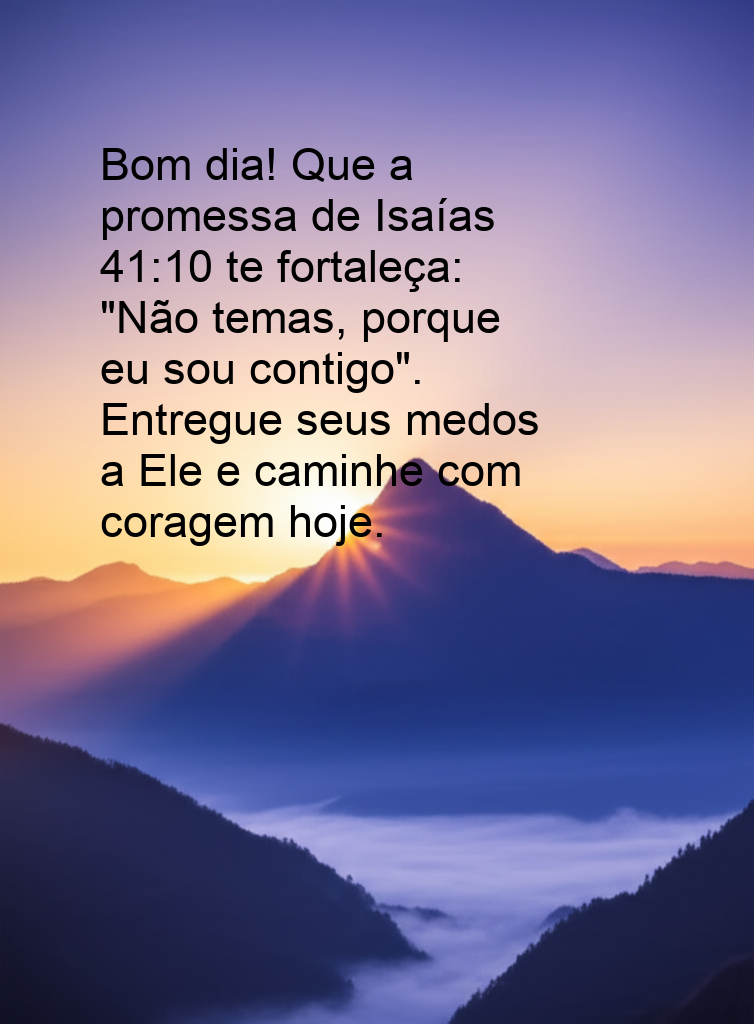 Bom dia! Que a
promessa de Isaías
41:10 te fortaleça:
"Não temas, porque
eu sou contigo".
Entregue seus medos
a Ele e caminhe com
coragem hoje.